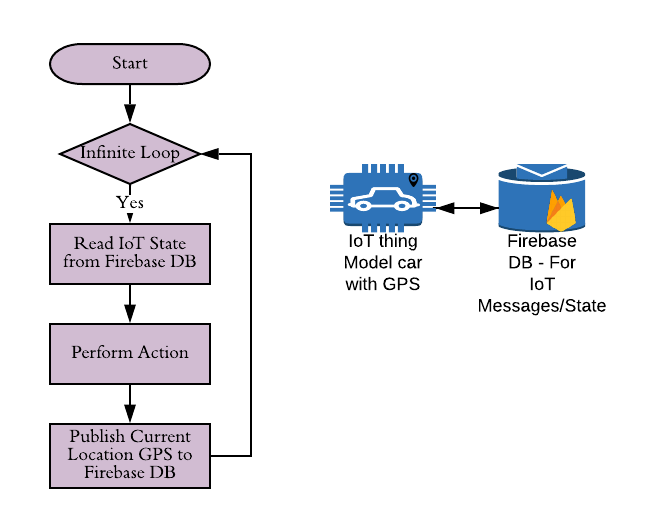 Start
Infinite Loop
Yes
Read IoT State
from Firebase DB
Perform Action
Publish Current
Location GPS to
Firebase DB
IoT thing
Model car
with GPS
Firebase
DB - For
IoT
Messages/State